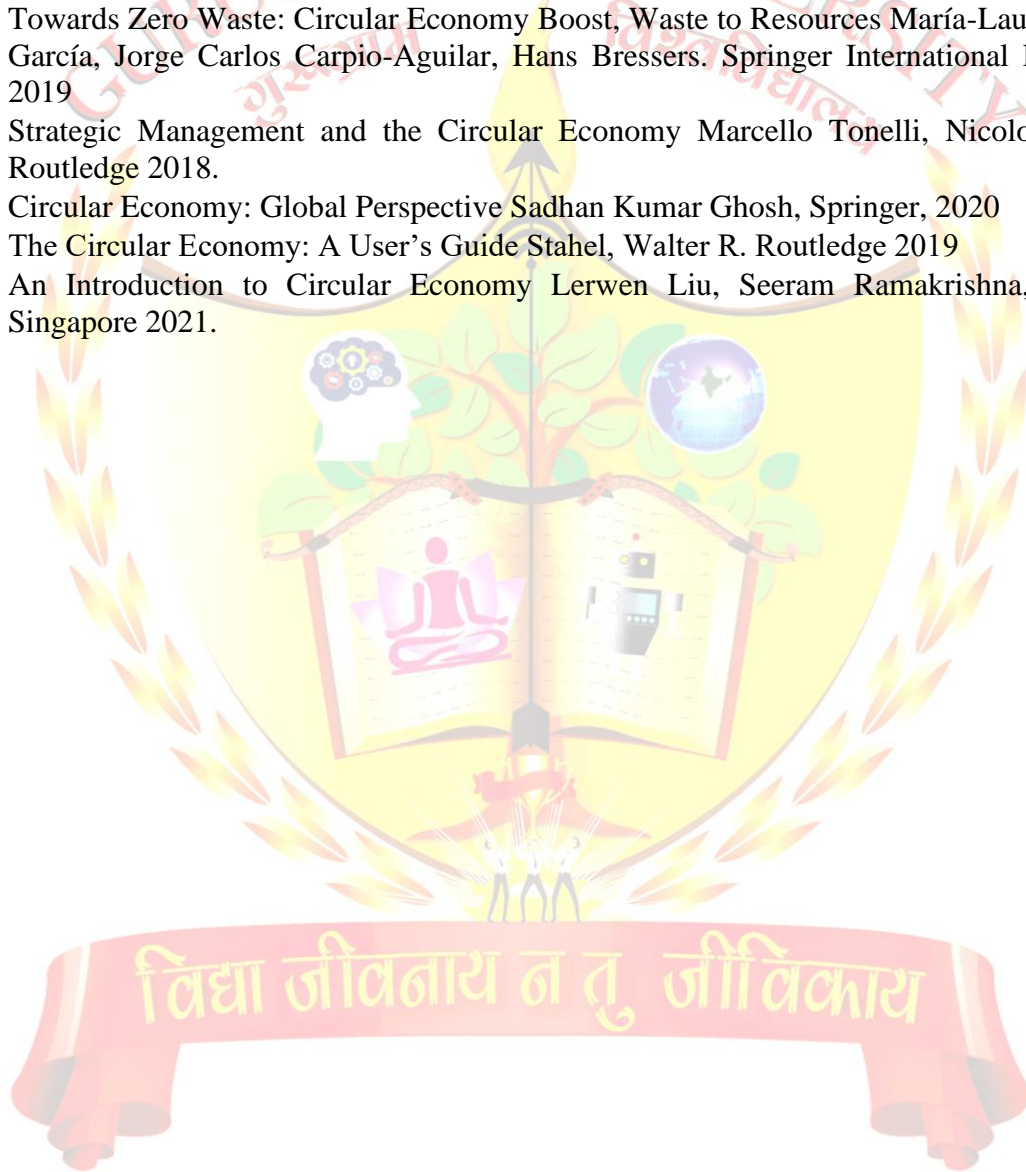 Towards Zero Waste: Circular Economy Boost, Waste to Resources María-Lau
García, Jorge Carlos Carpio-Aguilar, Hans Bressers. Springer International
2019
Strategic Management and the Circular Economy Marcello Tonelli, Nicolo
Routledge 2018.
Circular Economy: Global Perspective Sadhan Kumar Ghosh, Springer, 2020
The Circular Economy: A User's Guide Stahel, Walter R. Routledge 2019
An Introduction to Circular Economy Lerwen Liu, Seeram Ramakrishna,
Singapore 2021.
विश्वविद्यालय
विद्या जीवनाय न तु जीविकाय